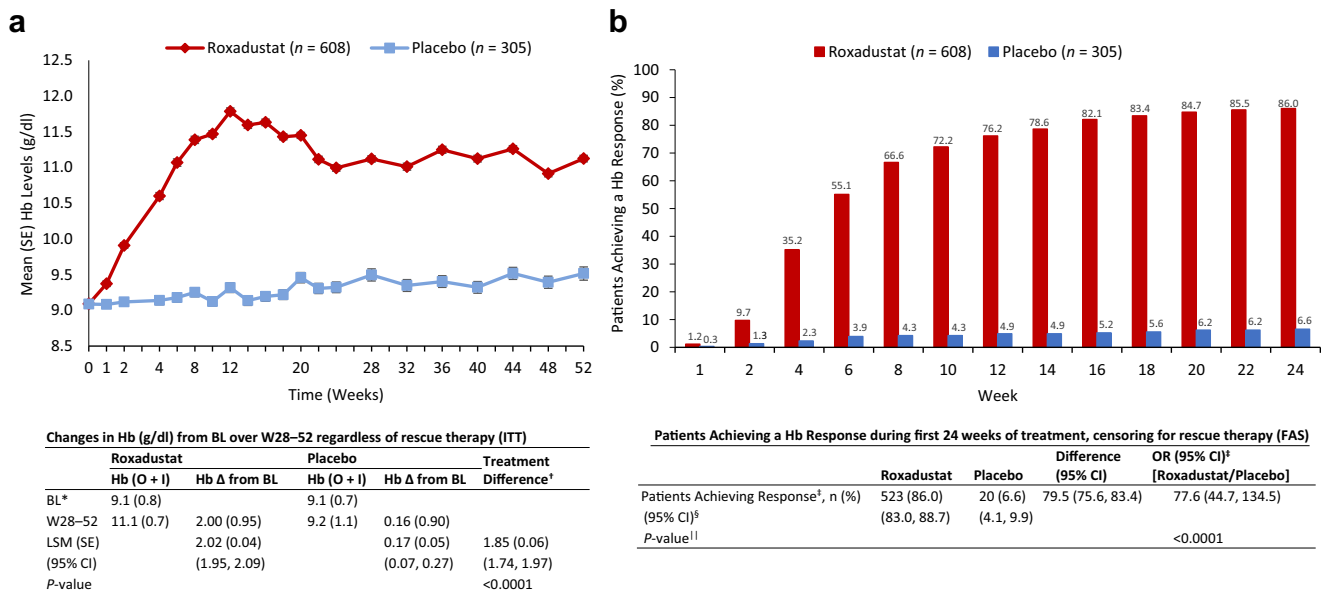 a
Roxadustat (n = 608) Placebo (n = 305)
Mean (SE) Hb Levels (g/dl)
12.5
12.0
11.5
11.0
10.5
10.0
9.5
9.0
8.5
0 1 2 4 6 8 12 20 28 32 36 40 44 48 52
Time (Weeks)
Changes in Hb (g/dl) from BL over W28–52 regardless of rescue therapy (ITT)
Roxadustat Placebo Treatment
Hb (O + I) Hb Δ from BL Hb (O + I) Hb Δ from BL Difference†
BL* 9.1 (0.8) 9.1 (0.7)
W28–52 11.1 (0.7) 2.00 (0.95) 9.2 (1.1) 0.16 (0.90)
LSM (SE) 2.02 (0.04) 0.17 (0.05) 1.85 (0.06)
(95% CI) (1.95, 2.09) (0.07, 0.27) (1.74, 1.97)
P-value <0.0001
b
Roxadustat (n = 608) Placebo (n = 305)
Patients Achieving a Hb Response (%)
100
90
80
70
60
50
40
30
20
10
0
1.2 9.7 35.2 55.1 66.6 72.2 76.2 78.6 82.1 83.4 84.7 85.5 86.0
0.3 1.3 2.3 3.9 4.3 4.3 4.9 4.9 5.2 5.6 6.2 6.2 6.6
1 2 4 6 8 10 12 14 16 18 20 22 24
Week
Patients Achieving a Hb Response during first 24 weeks of treatment, censoring for rescue therapy (FAS)
Difference OR (95% CI)‡
Roxadustat Placebo (95% CI) [Roxadustat/Placebo]
Patients Achieving Response‡, n (%) 523 (86.0) 20 (6.6) 79.5 (75.6, 83.4) 77.6 (44.7, 134.5)
(95% CI)§ (83.0, 88.7) (4.1, 9.9)
P-value|| <0.0001